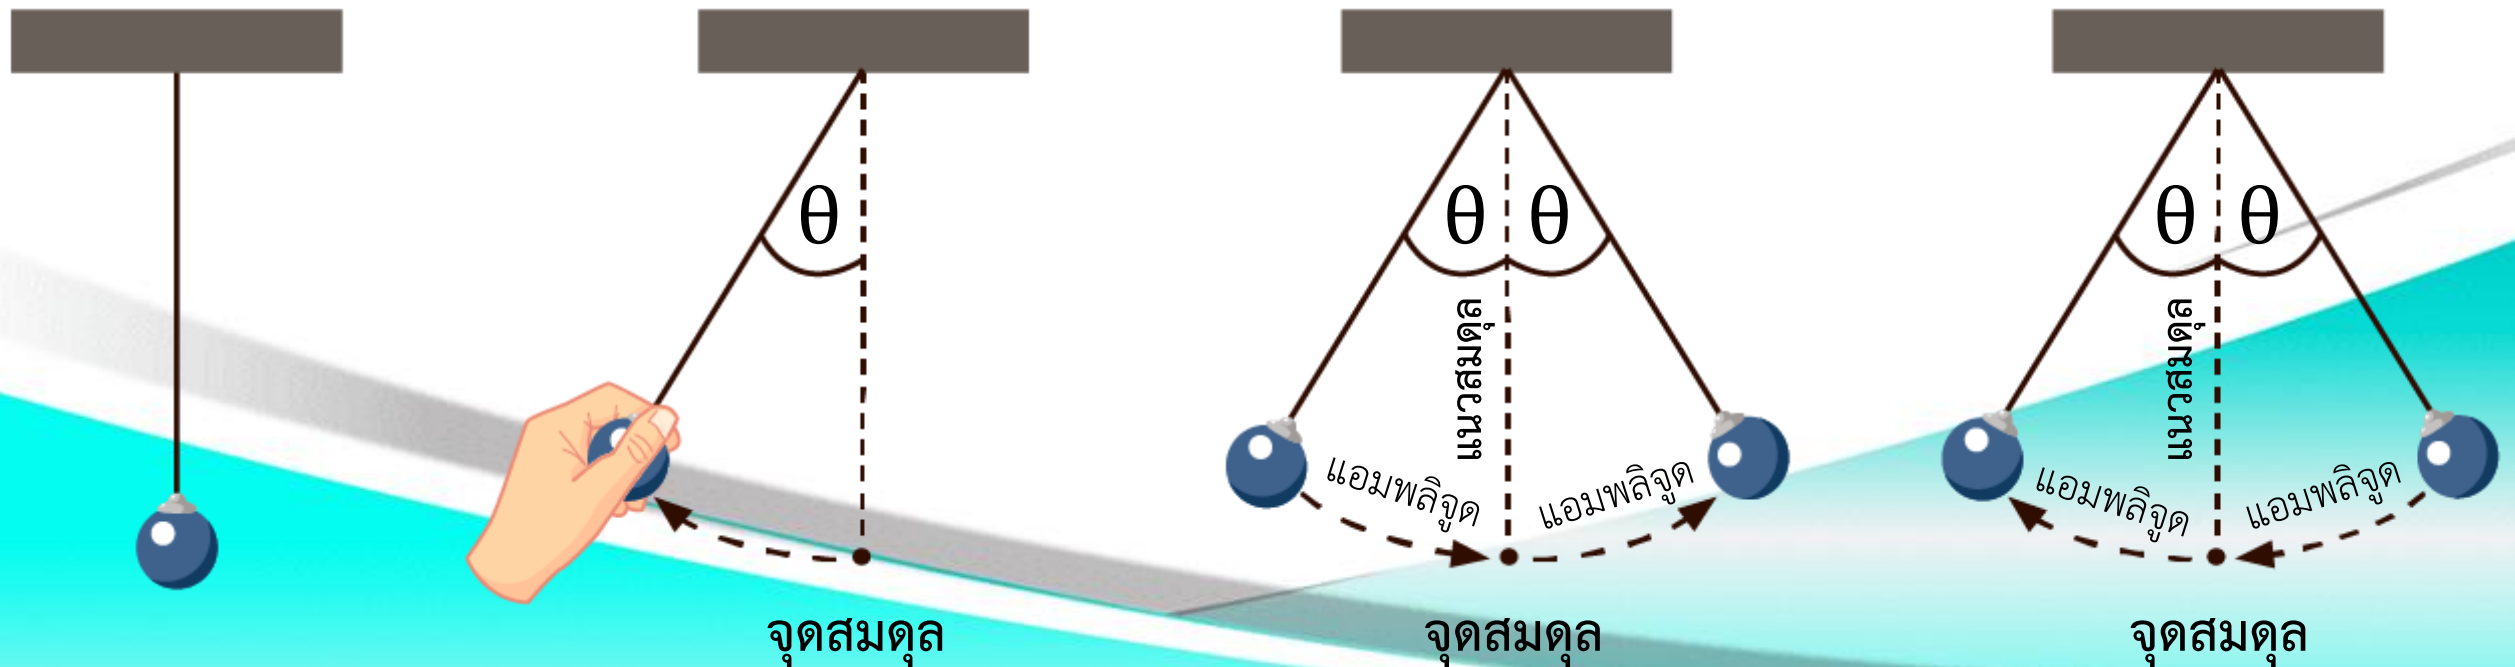 θ
θ θ
θ θ
แนวสมดุล
แนวสมดุล
แอมพลิจูด
แอมพลิจูด
แอมพลิจูด
แอมพลิจูด
จุดสมดุล
จุดสมดุล
จุดสมดุล